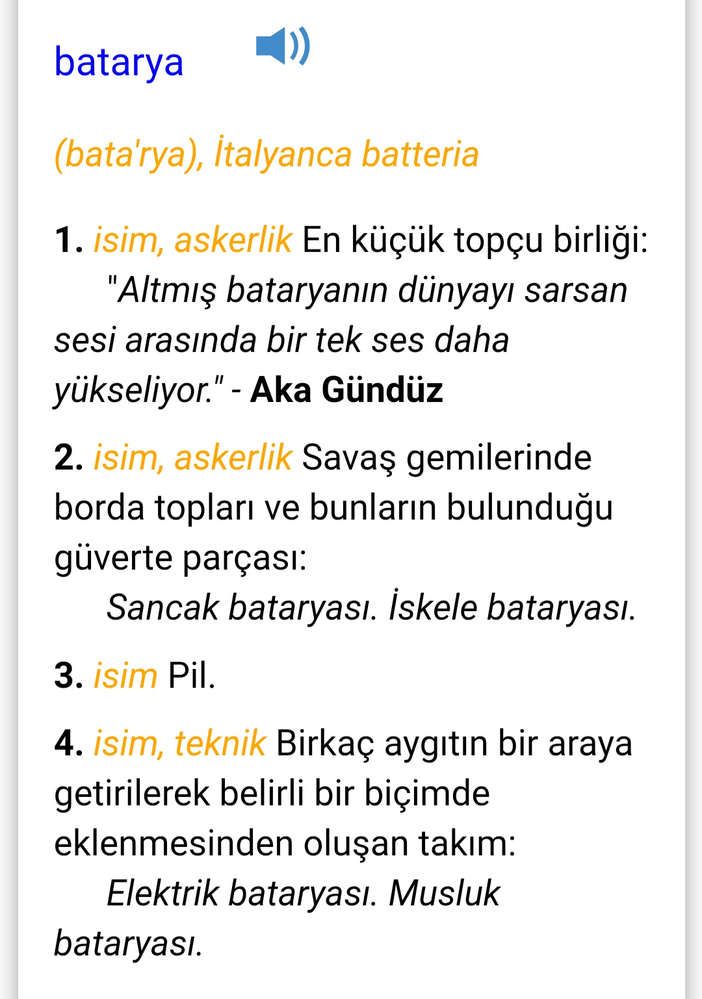 batarya
(bata'rya), İtalyanca batteria
1. isim, askerlik En küçük topçu birliği:
"Altmış bataryanın dünyayı sarsan
sesi arasında bir tek ses daha
yükseliyor." - Aka Gündüz
2. isim, askerlik Savaş gemilerinde
borda topları ve bunların bulunduğu
güverte parçası:
Sancak bataryası. İskele bataryası.
3. isim Pil.
4. isim, teknik Birkaç aygıtın bir araya
getirilerek belirli bir biçimde
eklenmesinden oluşan takım:
Elektrik bataryası. Musluk
bataryası.